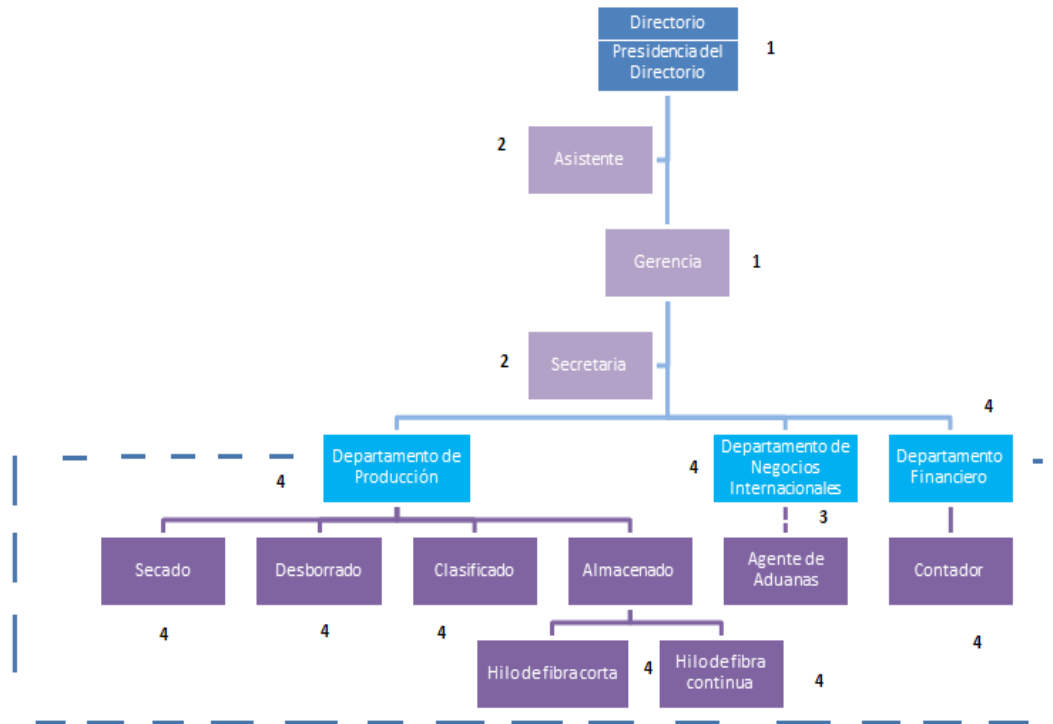 Directorio
Presidencia del
Directorio
1
2
Asistente
Gerencia
1
2
Secretaria
4
Departamento de
Producción
4
4
Departamento de
Negocios
Internacionales
Departamento
Financiero
3
Secado
Desborrado
Clasificado
Almacenado
Agente de
Aduanas
Contador
4
4
4
4
Hilo de fibra corta
4
Hilo de fibra
continua
4